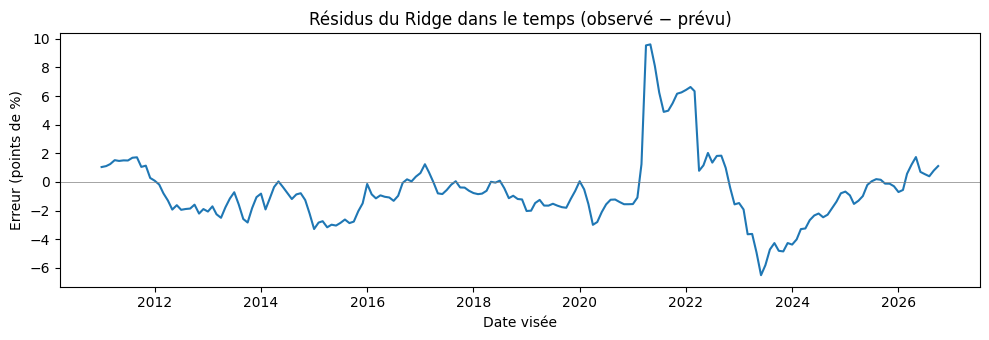 Résidus du Ridge dans le temps (observé − prévu)
Erreur (points de %)
10
8
6
4
2
0
−2
−4
−6
2012 2014 2016 2018 2020 2022 2024 2026
Date visée